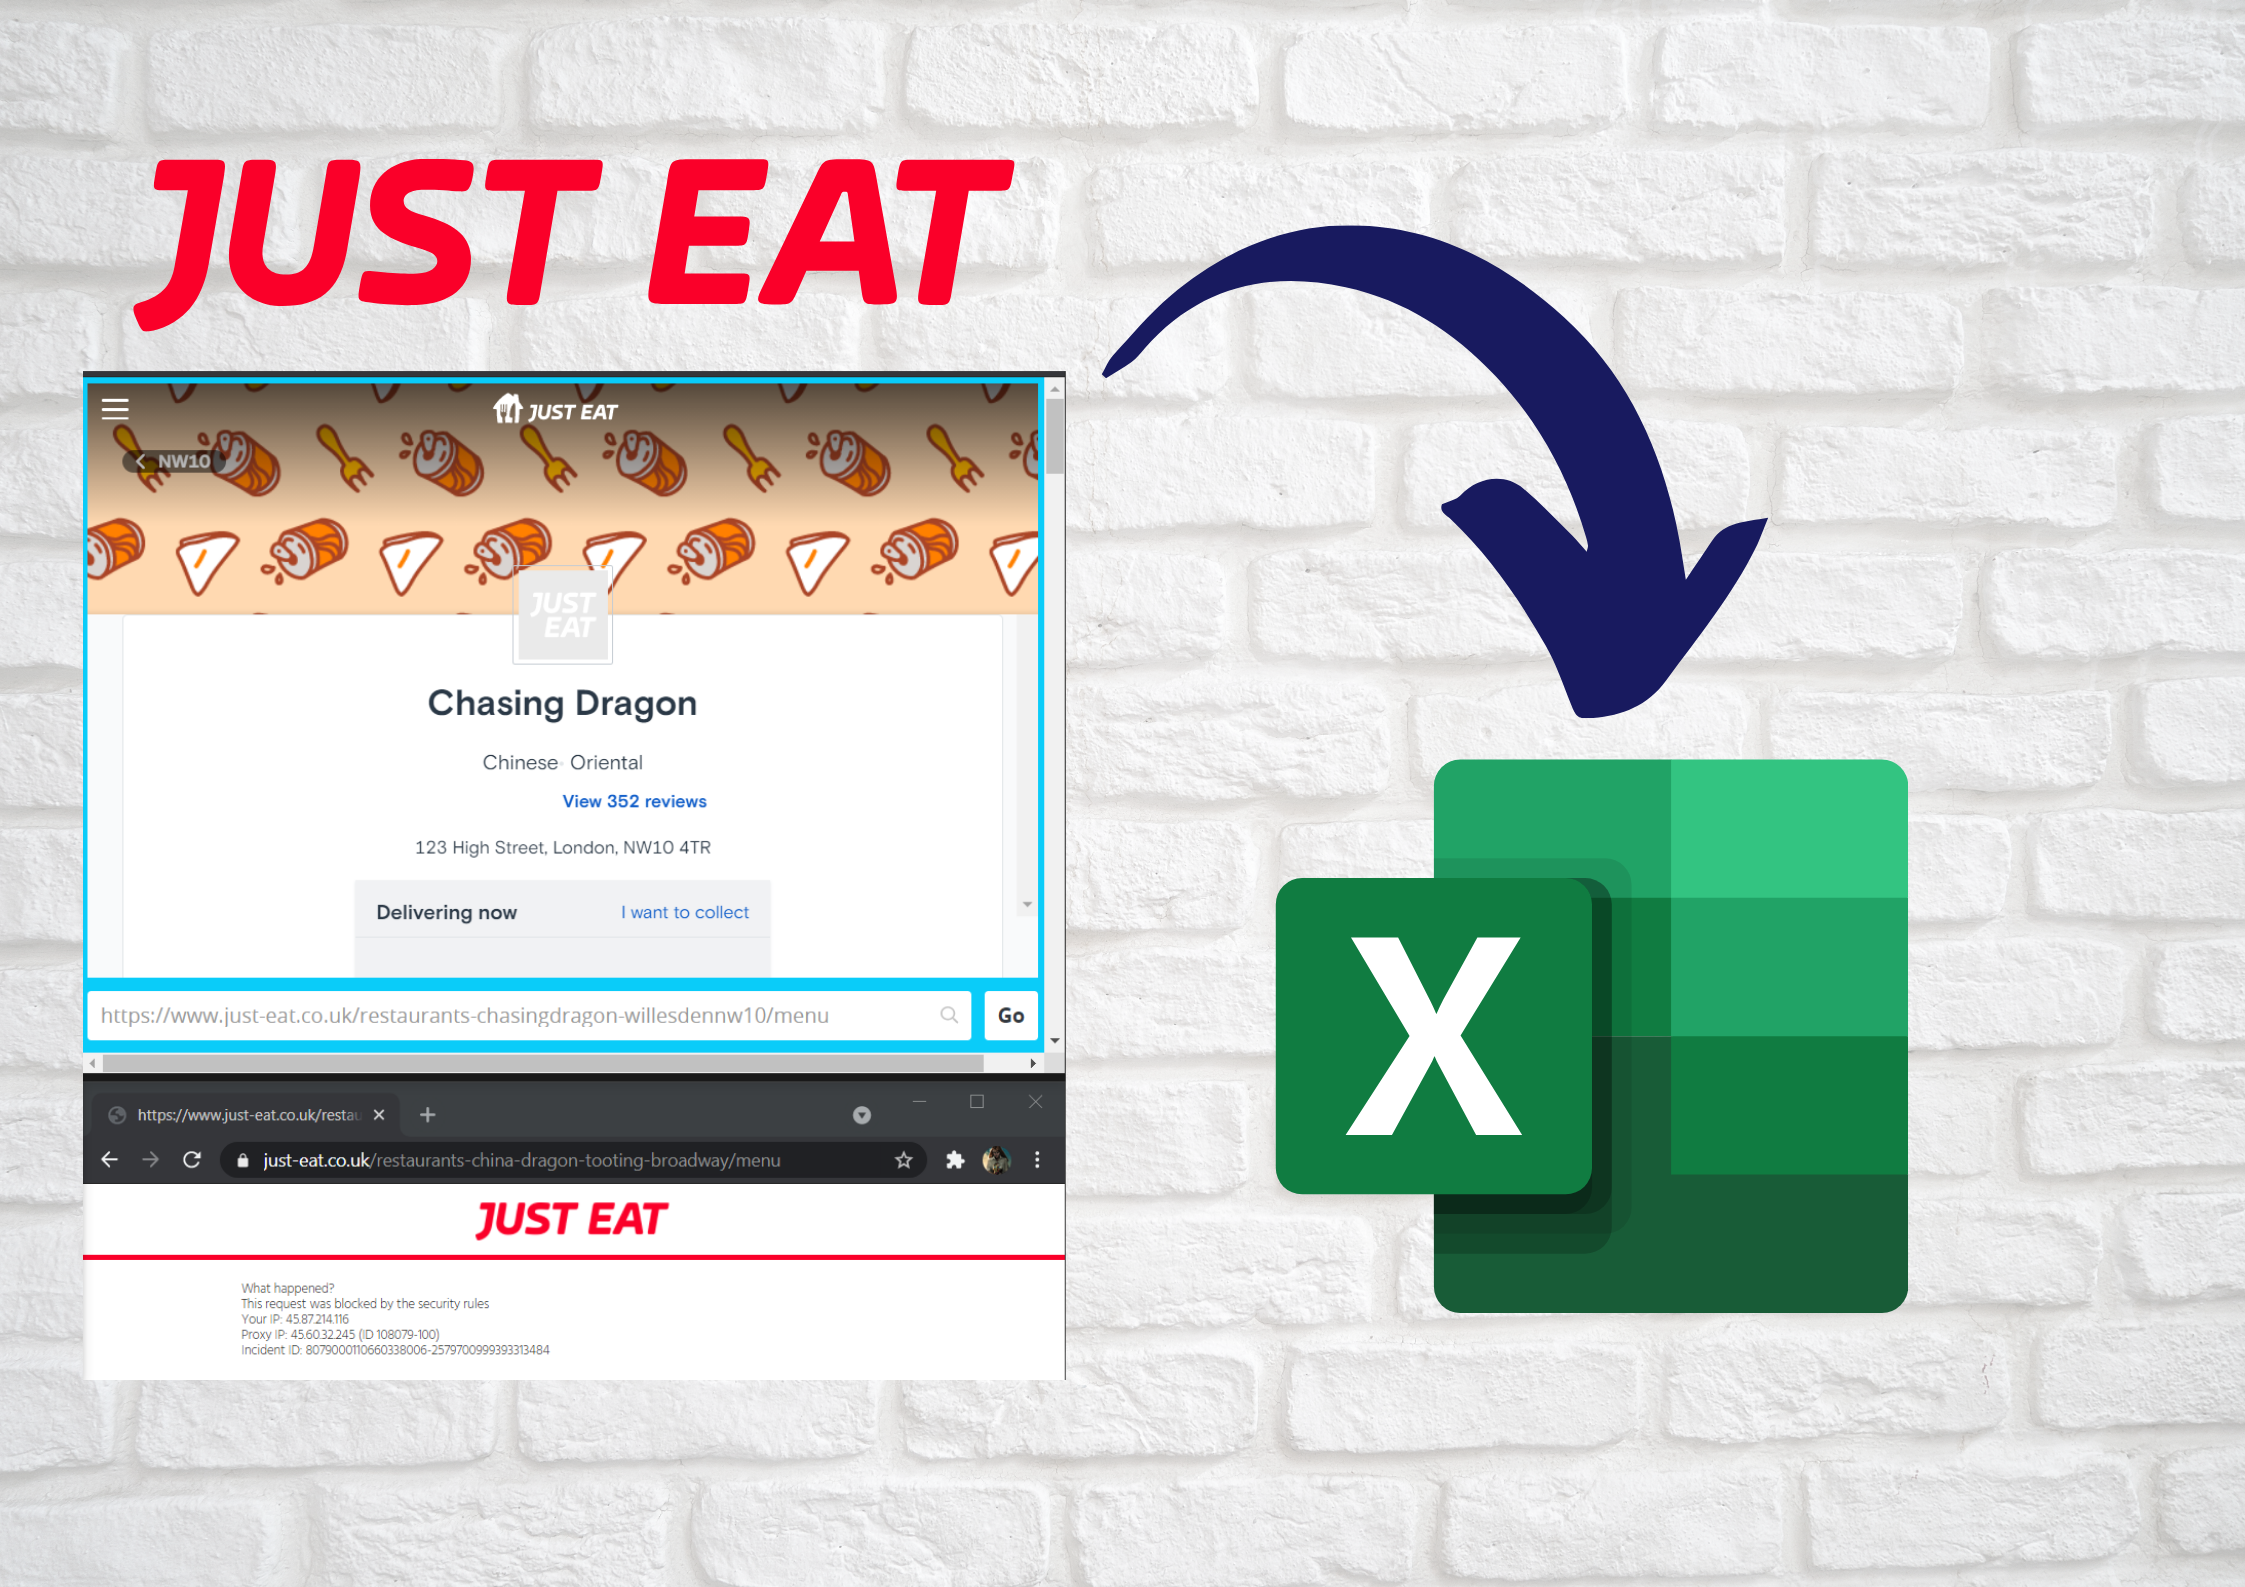 JUST EAT
JUST EAT
NW10
JUST
EAT
Chasing Dragon
Chinese Oriental
View 352 reviews
123 High Street, London, NW10 4TR
Delivering now I want to collect
https://www.just-eat.co.uk/restaurants-chasingdragon-willesdennw10/menu Go
https://www.just-eat.co.uk/restau
just-eat.co.uk/restaurants-china-dragon-tooting-broadway/menu
JUST EAT
What happened?
This request was blocked by the security rules
Your IP: 45.87.214.116
Proxy IP: 45.60.32.245 (ID 108079-100)
Incident ID: 8079000110660338006-2579700999393313484
X